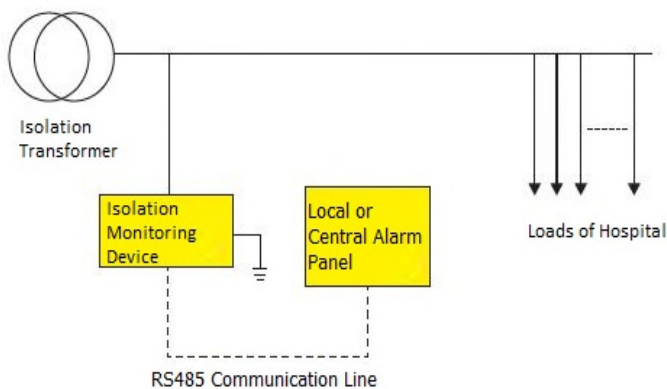 Isolation
Transformer
Isolation
Monitoring
Device
Local or
Central Alarm
Panel
Loads of Hospital
RS485 Communication Line